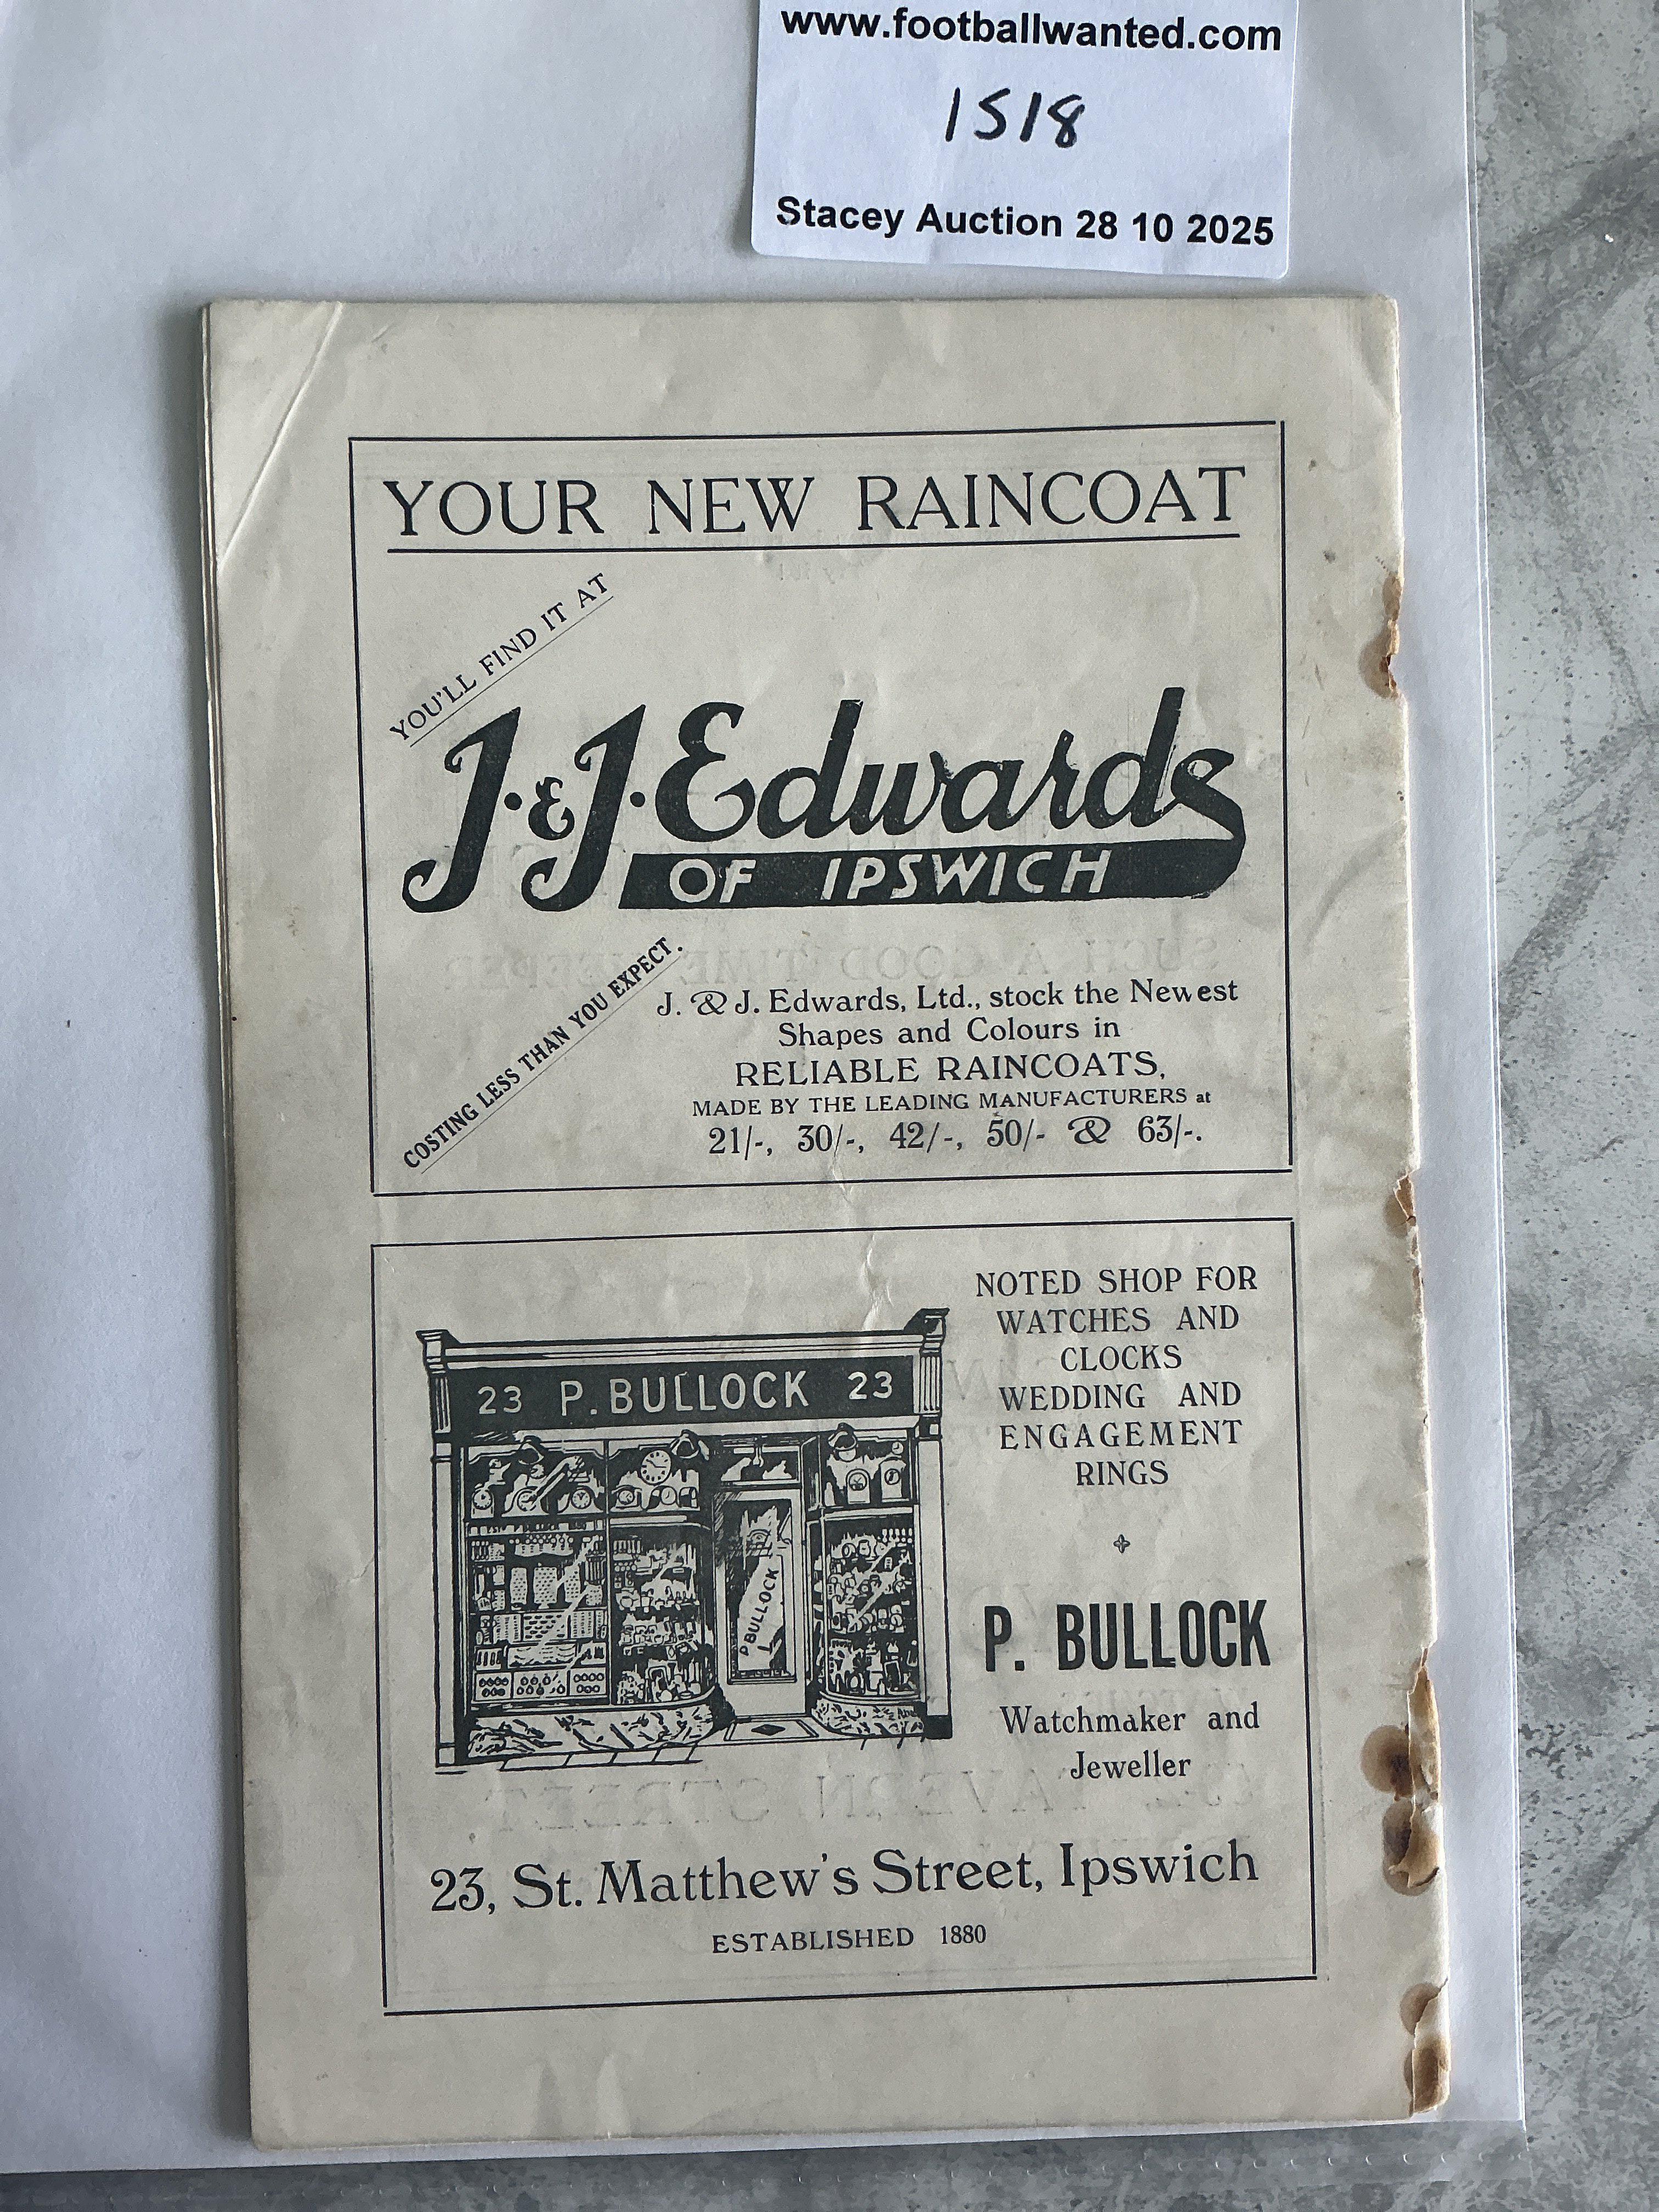 www.footballwanted.com
1518
Stacey Auction 28 10 2025
YOUR NEW RAINCOAT
YOU'LL FIND IT AT
J. & J. Edwards
OF IPSWICH
COSTING LESS THAN YOU EXPECT.
J. & J. Edwards, Ltd., stock the Newest
Shapes and Colours in
RELIABLE RAINCOATS,
MADE BY THE LEADING MANUFACTURERS at
21/-, 30/-, 42/-, 50/- & 63/-.
NOTED SHOP FOR
WATCHES AND
CLOCKS
WEDDING AND
ENGAGEMENT
RINGS
23 P. BULLOCK 23
P BULLOCK
P. BULLOCK
Watchmaker and
Jeweller
23, St. Matthew's Street, Ipswich
ESTABLISHED 1880